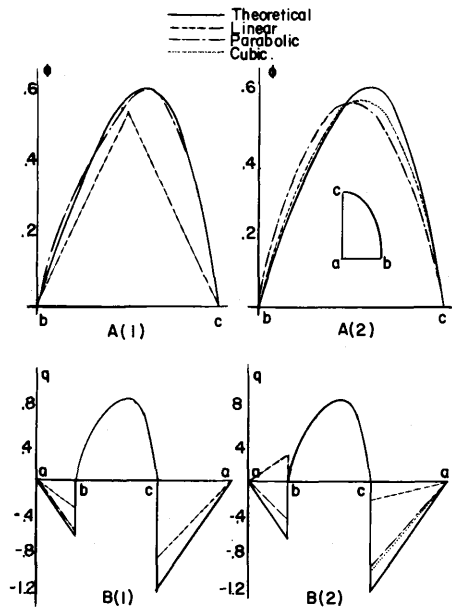 Theoretical
Linear
Parabolic
Cubic
ϕ ϕ
.6 .6
.4 .4
.2 .2
c
a b
b c b c
A(1) A(2)
q q
.8 8
.4 4
a b c a a b c a
-.4 -.4
-.8 -.8
-1.2 -1.2
B(1) B(2)